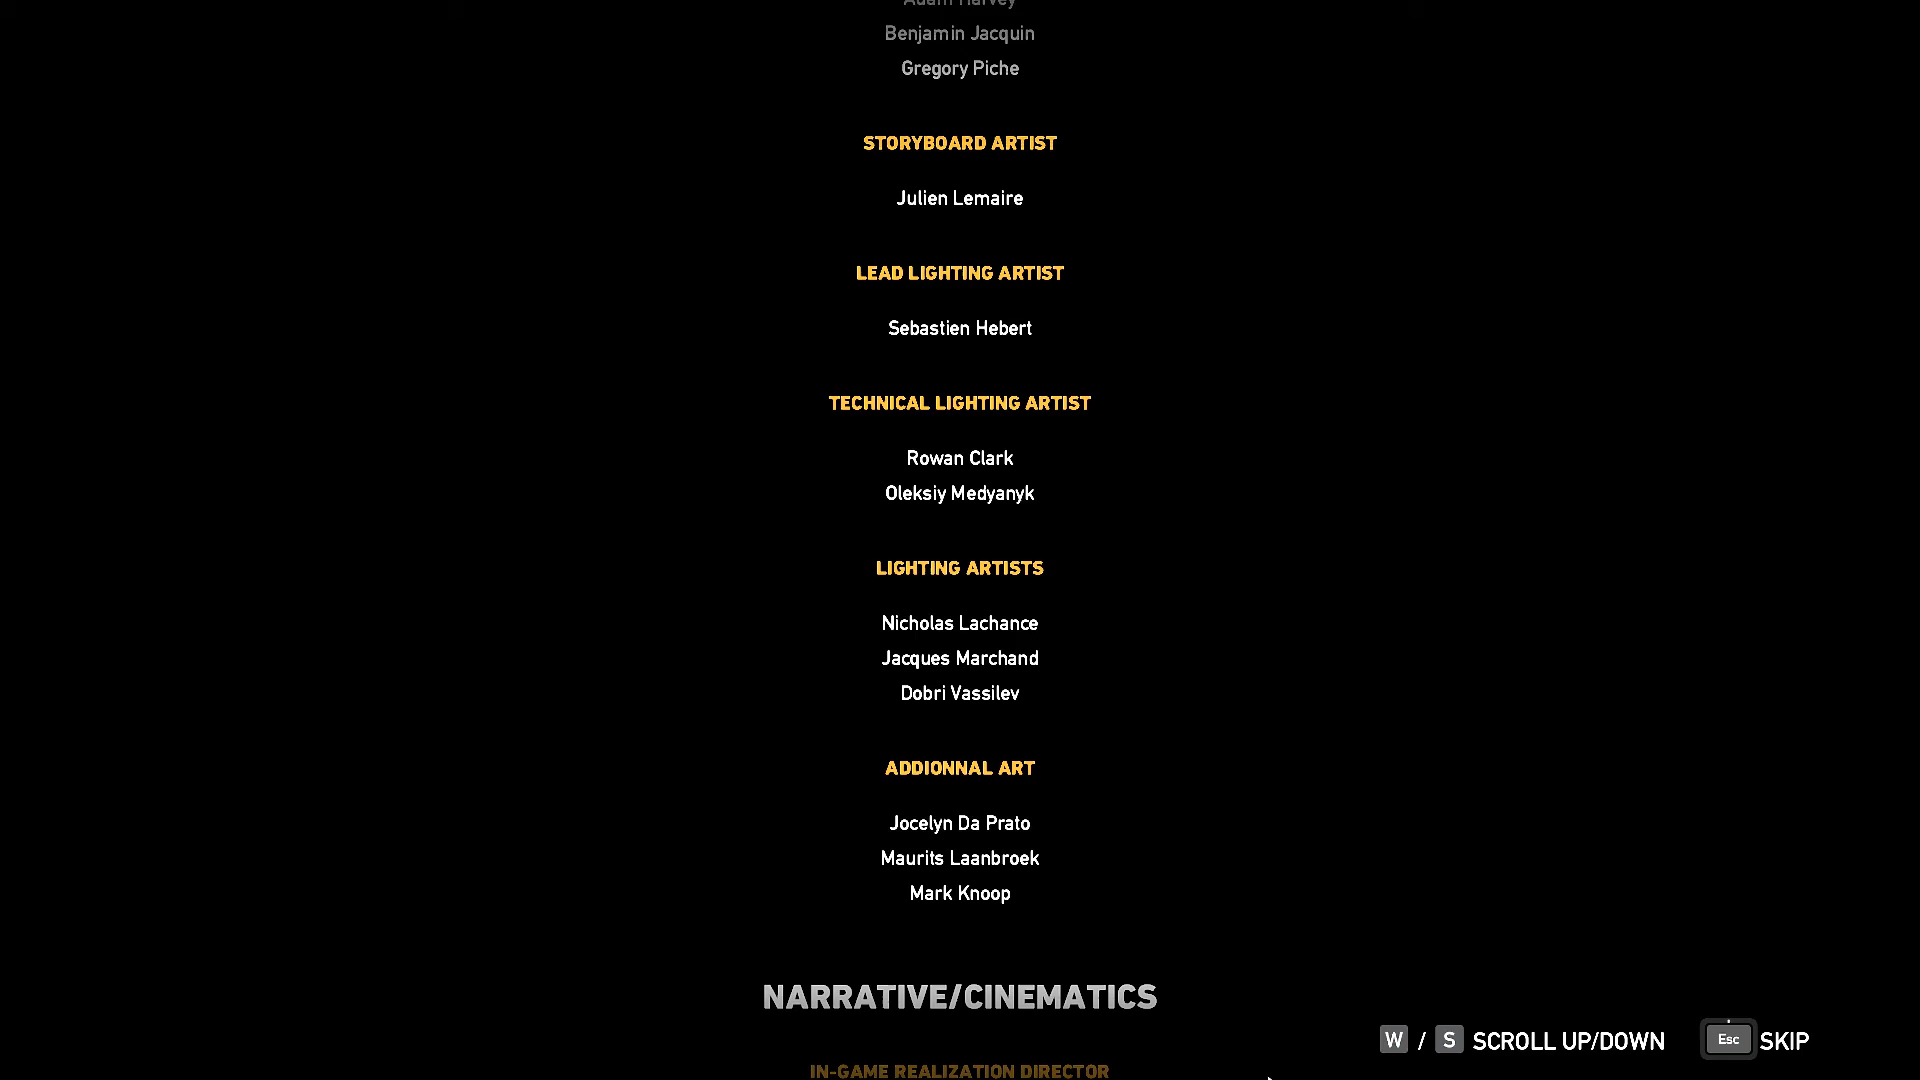 Adam Harvey
Benjamin Jacquin
Gregory Piche
STORYBOARD ARTIST
Julien Lemaire
LEAD LIGHTING ARTIST
Sebastien Hebert
TECHNICAL LIGHTING ARTIST
Rowan Clark
Oleksiy Medyanyk
LIGHTING ARTISTS
Nicholas Lachance
Jacques Marchand
Dobri Vassilev
ADDIONNAL ART
Jocelyn Da Prato
Maurits Laanbroek
Mark Knoop
NARRATIVE/CINEMATICS
W / S SCROLL UP/DOWN Esc SKIP
IN-GAME REALIZATION DIRECTOR